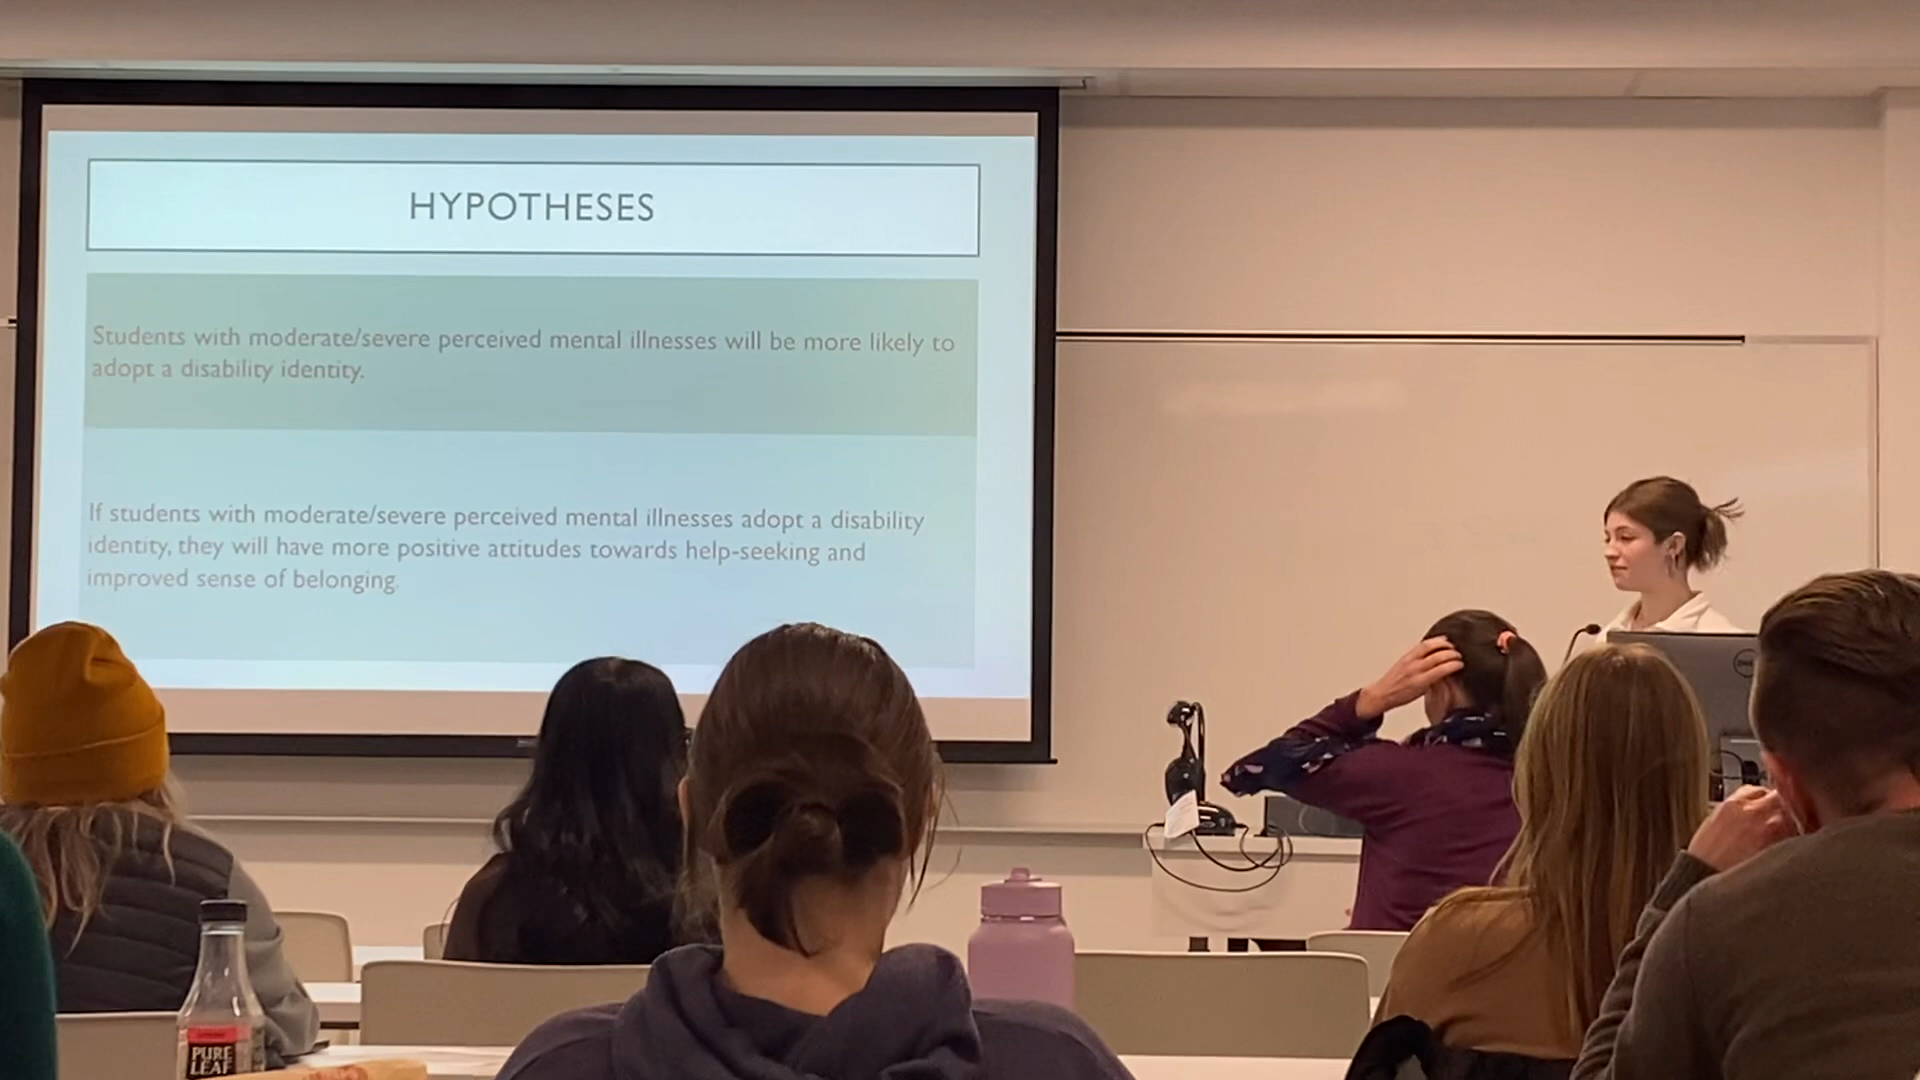 HYPOTHESES
Students with moderate/severe perceived mental illnesses will be more likely to
adopt a disability identity.
If students with moderate/severe perceived mental illnesses adopt a disability
identity, they will have more positive attitudes towards help-seeking and
improved sense of belonging.
DELL
PURE
LEAF